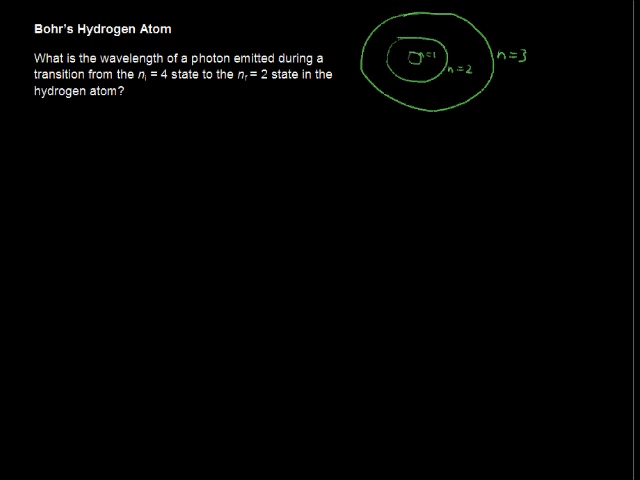 Bohr's Hydrogen Atom
What is the wavelength of a photon emitted during a
transition from the nᵢ = 4 state to the n_f = 2 state in the
hydrogen atom?
n=1
n=2
n=3